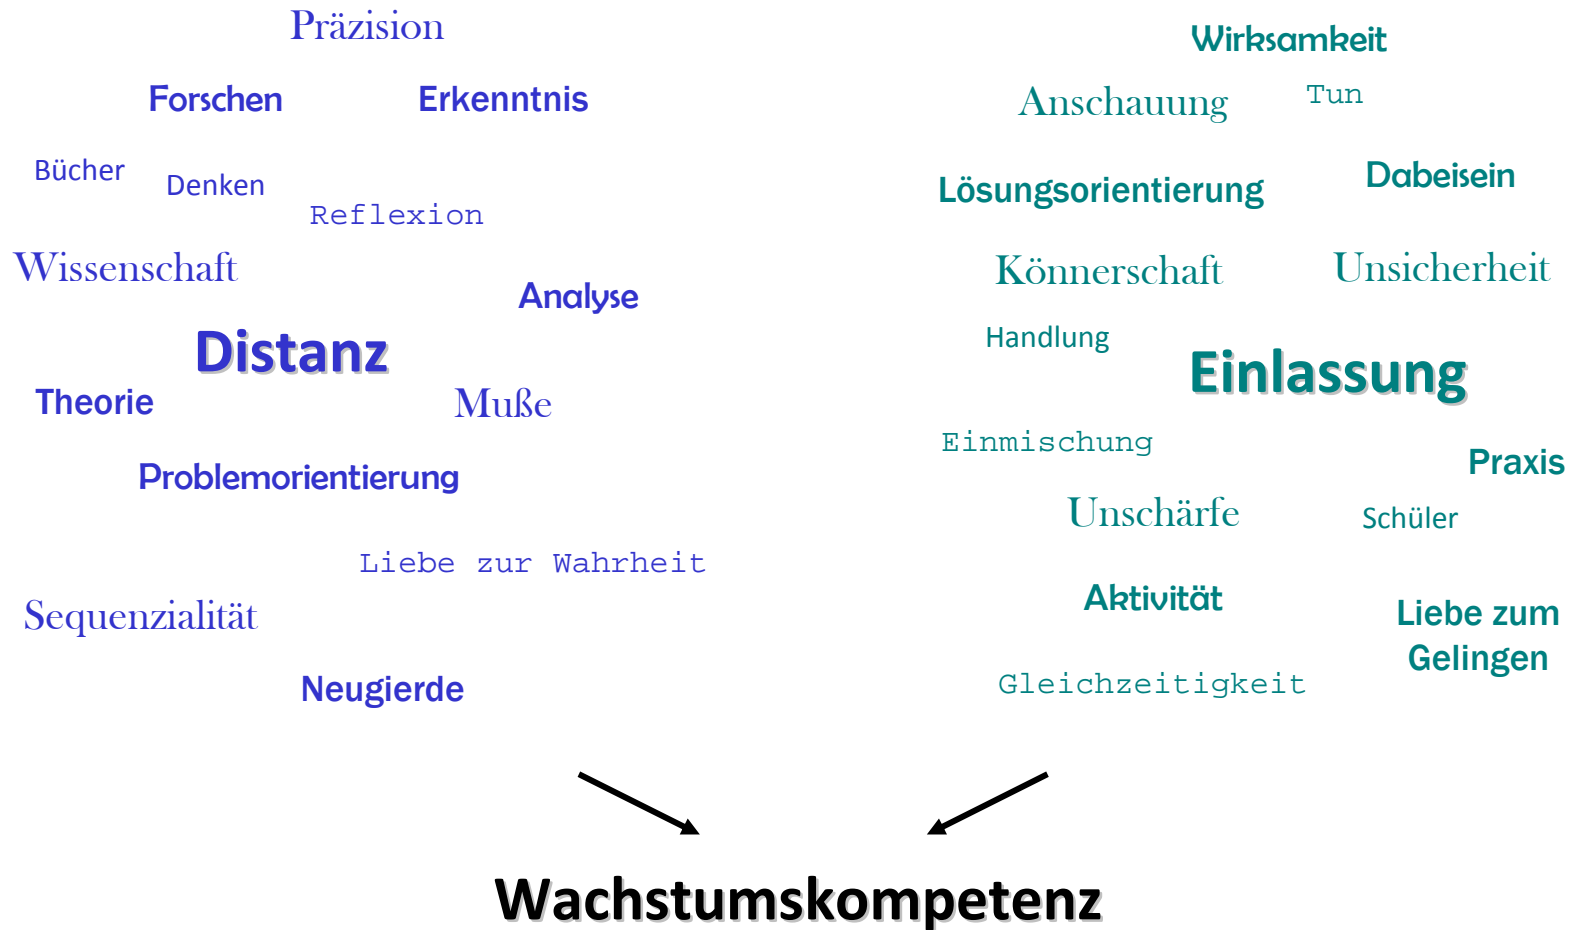 Präzision
Forschen
Erkenntnis
Bücher
Denken
Reflexion
Wissenschaft
Analyse
Distanz
Theorie
Muße
Problemorientierung
Liebe zur Wahrheit
Sequenzialität
Neugierde
Wirksamkeit
Anschauung
Tun
Lösungsorientierung
Dabeisein
Könnerschaft
Unsicherheit
Handlung
Einlassung
Einmischung
Praxis
Unschärfe
Schüler
Aktivität
Liebe zum
Gelingen
Gleichzeitigkeit
Wachstumskompetenz